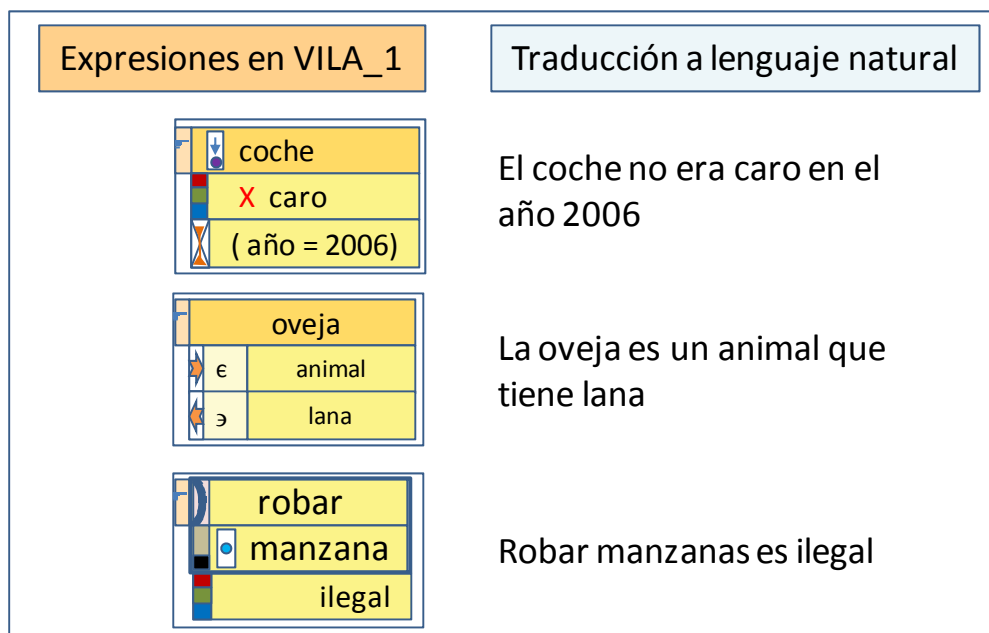 Expresiones en VILA_1
Traducción a lenguaje natural
coche
X caro
( año = 2006)
El coche no era caro en el
año 2006
oveja
є animal
э lana
La oveja es un animal que
tiene lana
robar
manzana
ilegal
Robar manzanas es ilegal